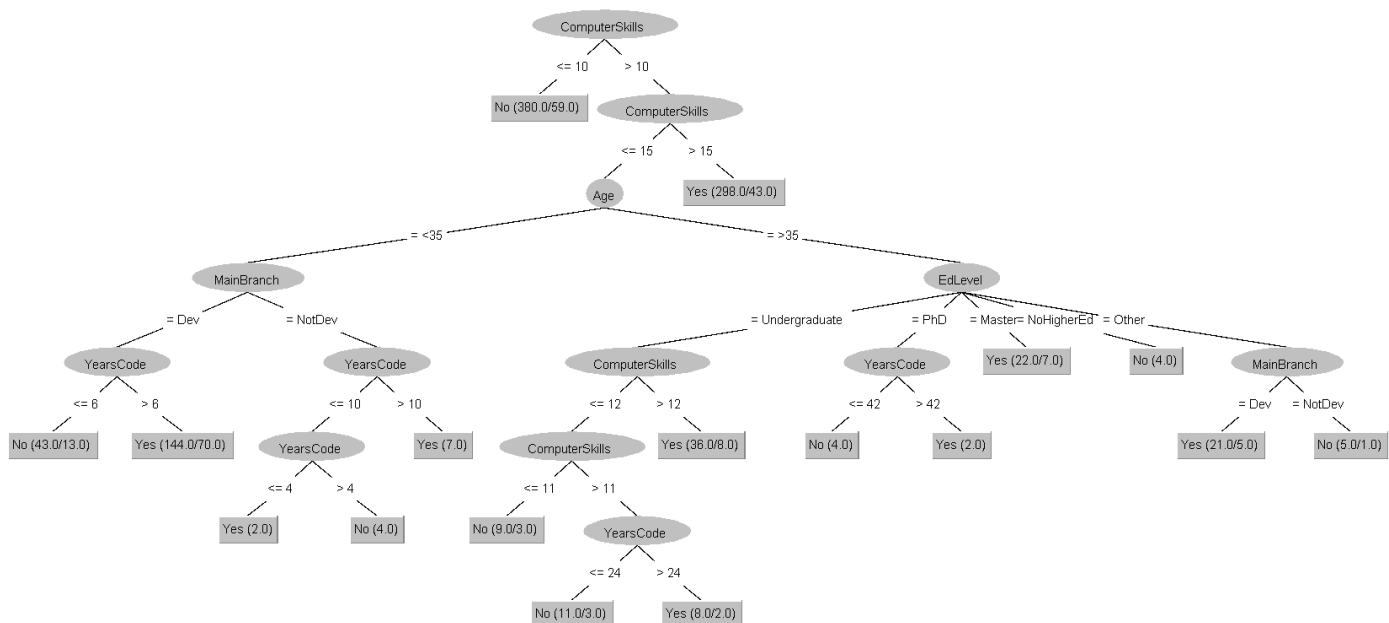 ComputerSkills
<= 10 > 10
No (380.0/59.0) ComputerSkills
<= 15 > 15
Age Yes (298.0/43.0)
= <35 = >35
MainBranch EdLevel
= Dev = NotDev = Undergraduate = PhD = Master = NoHigherEd = Other
YearsCode YearsCode ComputerSkills YearsCode Yes (22.0/7.0) No (4.0) MainBranch
<= 6 > 6 <= 10 > 10 <= 12 > 12 <= 42 > 42 = Dev = NotDev
No (43.0/13.0) Yes (144.0/70.0) YearsCode Yes (7.0) ComputerSkills Yes (36.0/8.0) No (4.0) Yes (2.0) Yes (21.0/5.0) No (5.0/1.0)
<= 4 > 4 <= 11 > 11
Yes (2.0) No (4.0) No (9.0/3.0) YearsCode
<= 24 > 24
No (11.0/3.0) Yes (8.0/2.0)